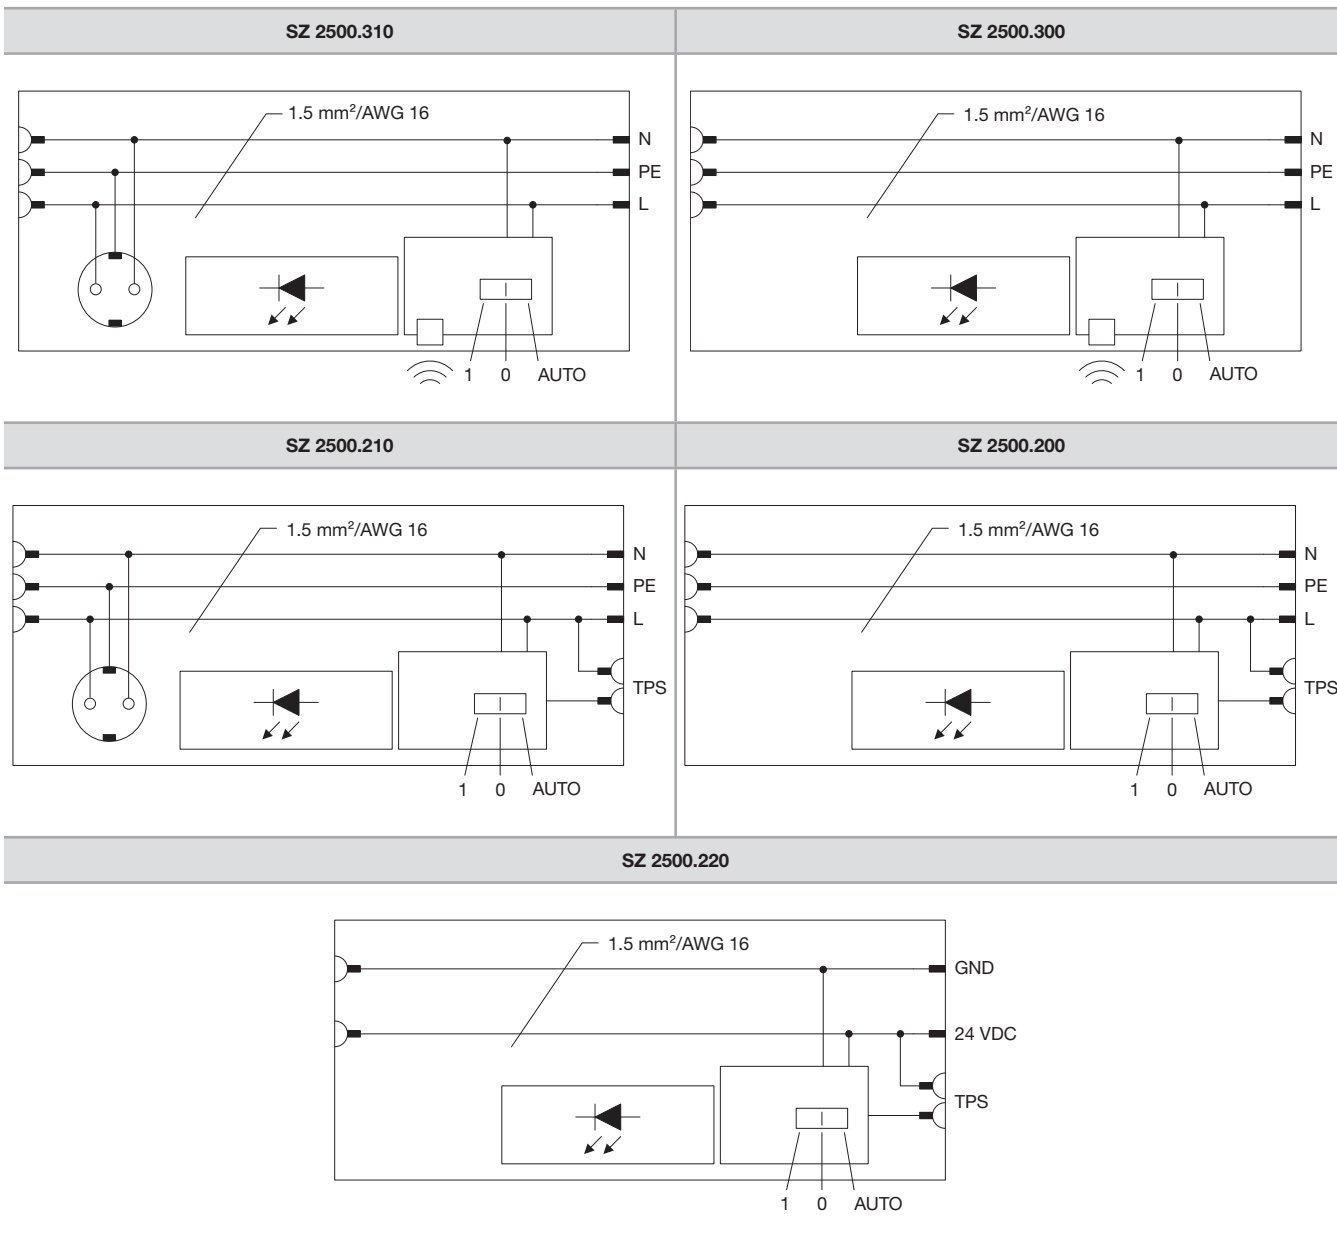 SZ 2500.310
SZ 2500.300
1.5 mm²/AWG 16
N
PE
L
1 0 AUTO
1.5 mm²/AWG 16
N
PE
L
1 0 AUTO
SZ 2500.210
SZ 2500.200
1.5 mm²/AWG 16
N
PE
L
TPS
1 0 AUTO
1.5 mm²/AWG 16
N
PE
L
TPS
1 0 AUTO
SZ 2500.220
1.5 mm²/AWG 16
GND
24 VDC
TPS
1 0 AUTO